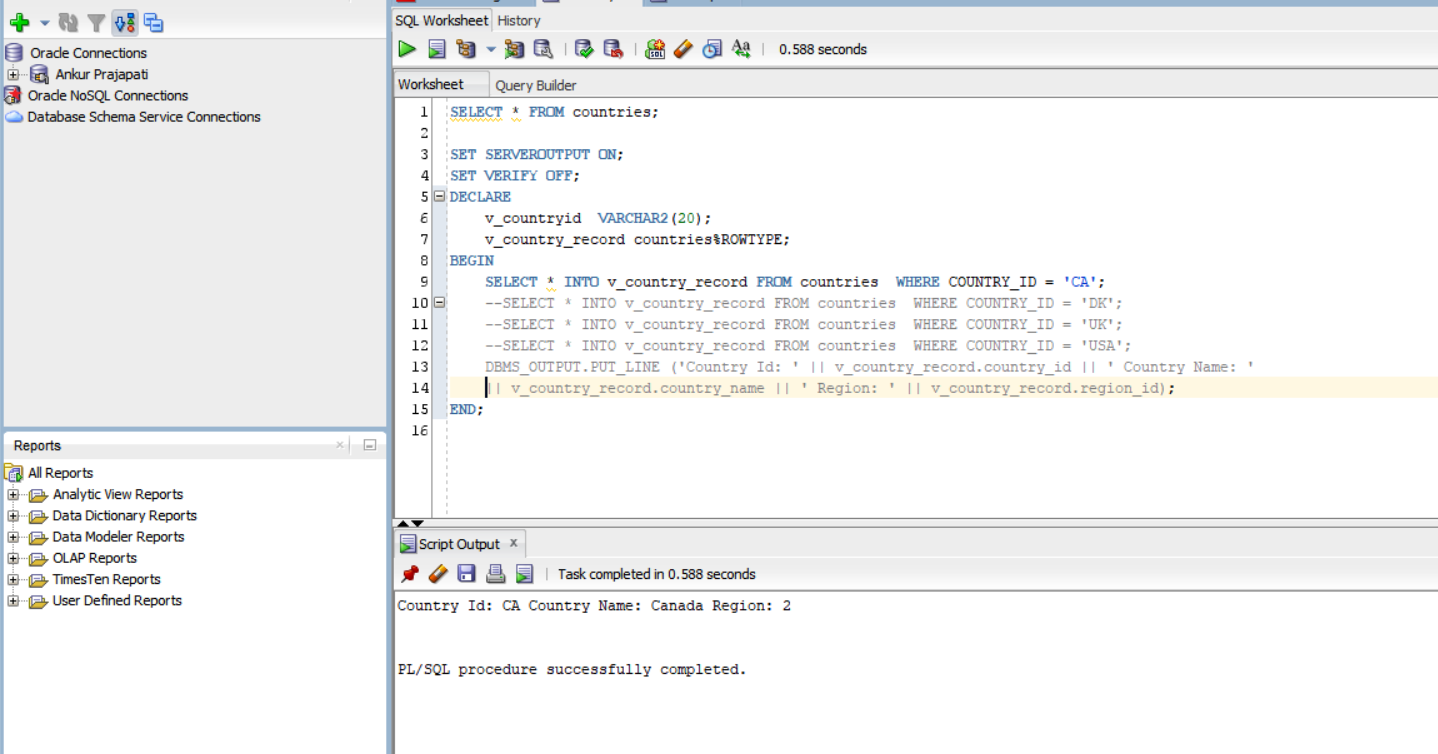 SQL Worksheet History
0.588 seconds
Oracle Connections
Ankur Prajapati
Oracle NoSQL Connections
Database Schema Service Connections
Worksheet Query Builder
1 SELECT * FROM countries;
2
3 SET SERVEROUTPUT ON;
4 SET VERIFY OFF;
5 DECLARE
6 v_countryid  VARCHAR2(20);
7 v_country_record countries%ROWTYPE;
8 BEGIN
9 SELECT * INTO v_country_record FROM countries  WHERE COUNTRY_ID = 'CA';
10 --SELECT * INTO v_country_record FROM countries  WHERE COUNTRY_ID = 'DK';
11 --SELECT * INTO v_country_record FROM countries  WHERE COUNTRY_ID = 'UK';
12 --SELECT * INTO v_country_record FROM countries  WHERE COUNTRY_ID = 'USA';
13 DBMS_OUTPUT.PUT_LINE ('Country Id: ' || v_country_record.country_id || ' Country Name: '
14 || v_country_record.country_name || ' Region: ' || v_country_record.region_id);
15 END;
16
Reports
All Reports
Analytic View Reports
Data Dictionary Reports
Data Modeler Reports
OLAP Reports
TimesTen Reports
User Defined Reports
Script Output x
Task completed in 0.588 seconds
Country Id: CA Country Name: Canada Region: 2
PL/SQL procedure successfully completed.